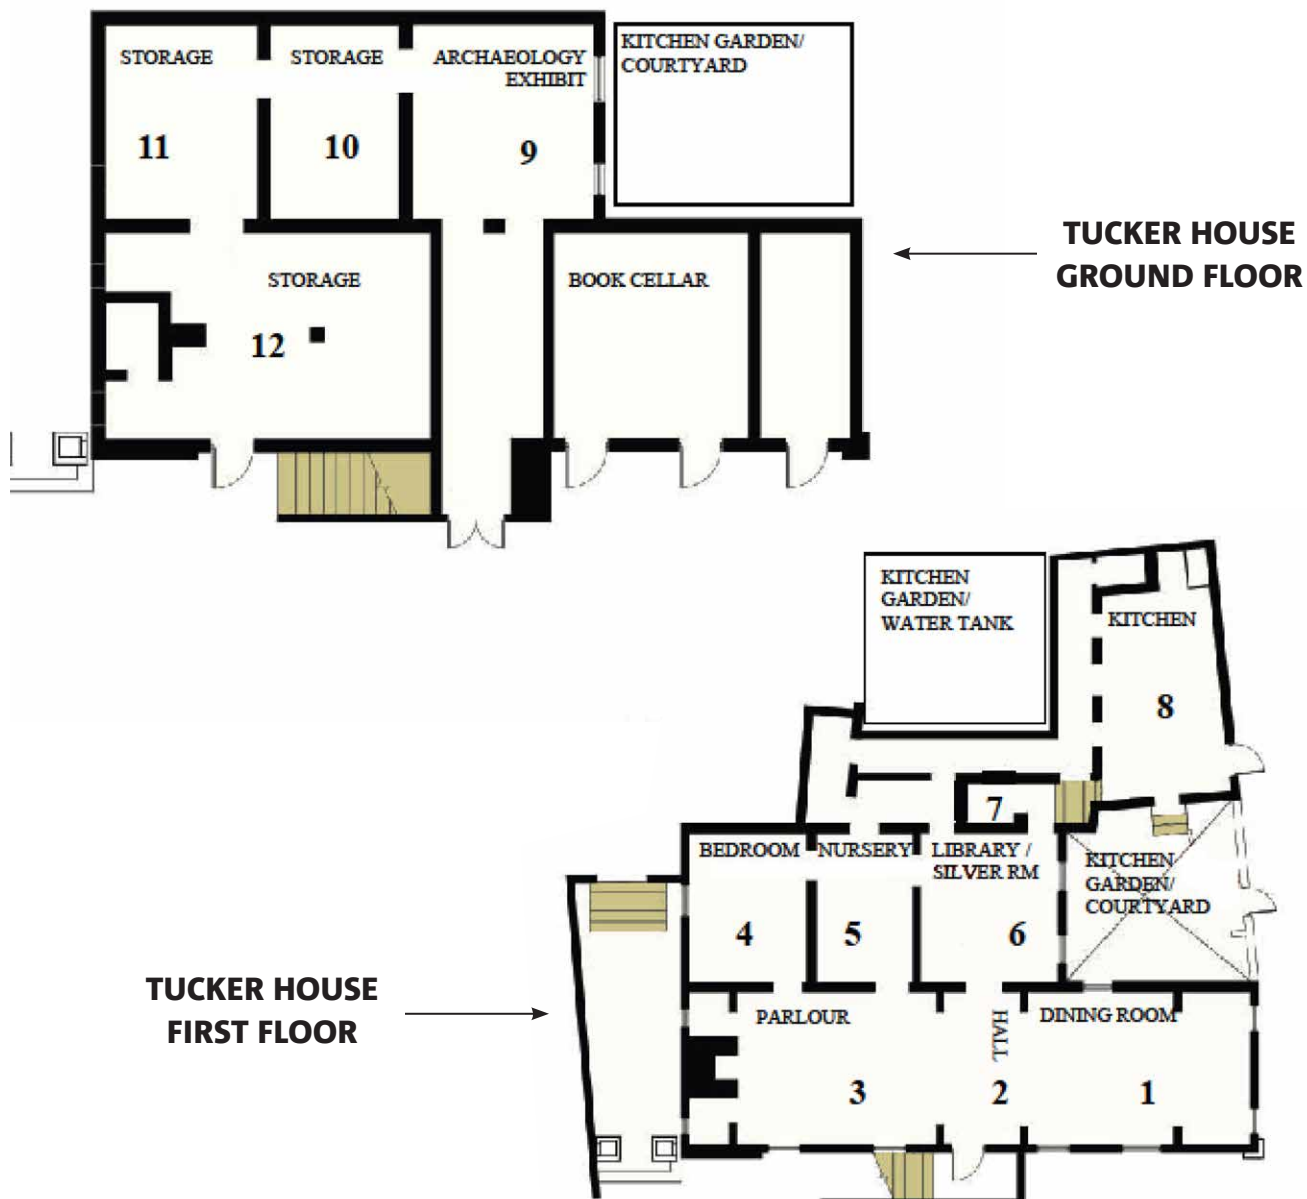 STORAGE
STORAGE
ARCHAEOLOGY
EXHIBIT
KITCHEN GARDEN/
COURTYARD
11
10
9
TUCKER HOUSE
GROUND FLOOR
STORAGE
BOOK CELLAR
12
KITCHEN
GARDEN/
WATER TANK
KITCHEN
8
7
BEDROOM
NURSERY
LIBRARY /
SILVER RM
KITCHEN
GARDEN/
COURTYARD
4
5
6
TUCKER HOUSE
FIRST FLOOR
PARLOUR
HALL
DINING ROOM
3
2
1